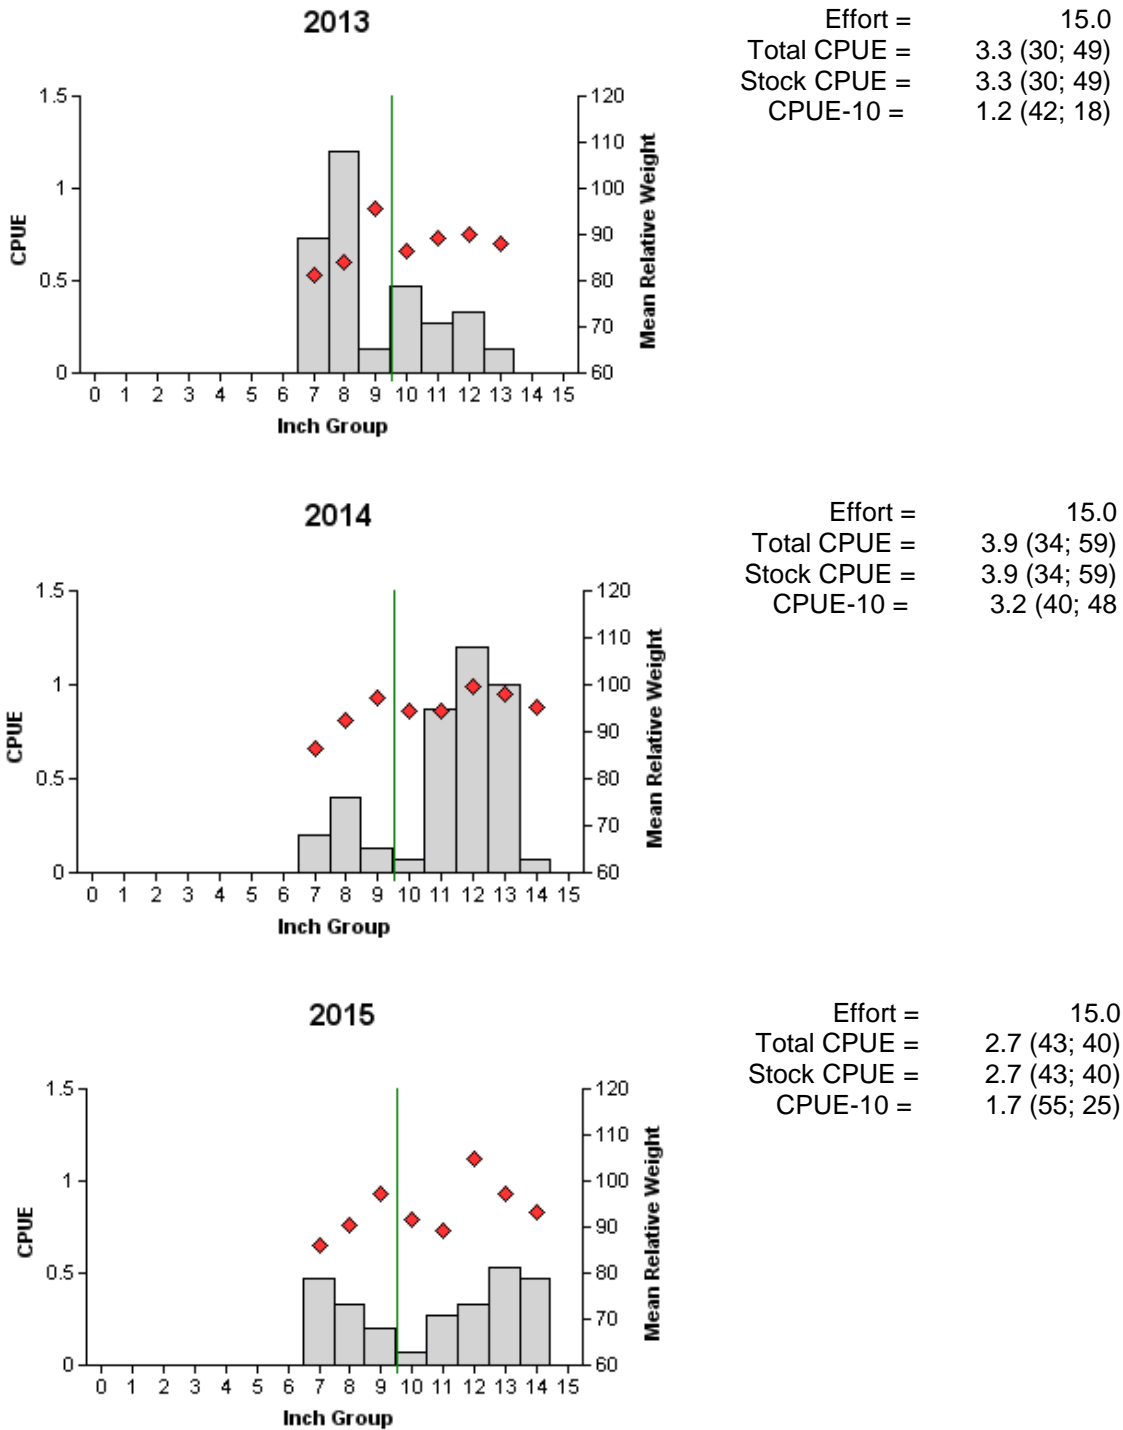 2013
Effort = 15.0
Total CPUE = 3.3 (30; 49)
Stock CPUE = 3.3 (30; 49)
CPUE-10 = 1.2 (42; 18)
1.5
1
0.5
0
CPUE
120
110
100
90
80
70
60
Mean Relative Weight
0 1 2 3 4 5 6 7 8 9 10 11 12 13 14 15
Inch Group
2014
Effort = 15.0
Total CPUE = 3.9 (34; 59)
Stock CPUE = 3.9 (34; 59)
CPUE-10 = 3.2 (40; 48
1.5
1
0.5
0
CPUE
120
110
100
90
80
70
60
Mean Relative Weight
0 1 2 3 4 5 6 7 8 9 10 11 12 13 14 15
Inch Group
2015
Effort = 15.0
Total CPUE = 2.7 (43; 40)
Stock CPUE = 2.7 (43; 40)
CPUE-10 = 1.7 (55; 25)
1.5
1
0.5
0
CPUE
120
110
100
90
80
70
60
Mean Relative Weight
0 1 2 3 4 5 6 7 8 9 10 11 12 13 14 15
Inch Group